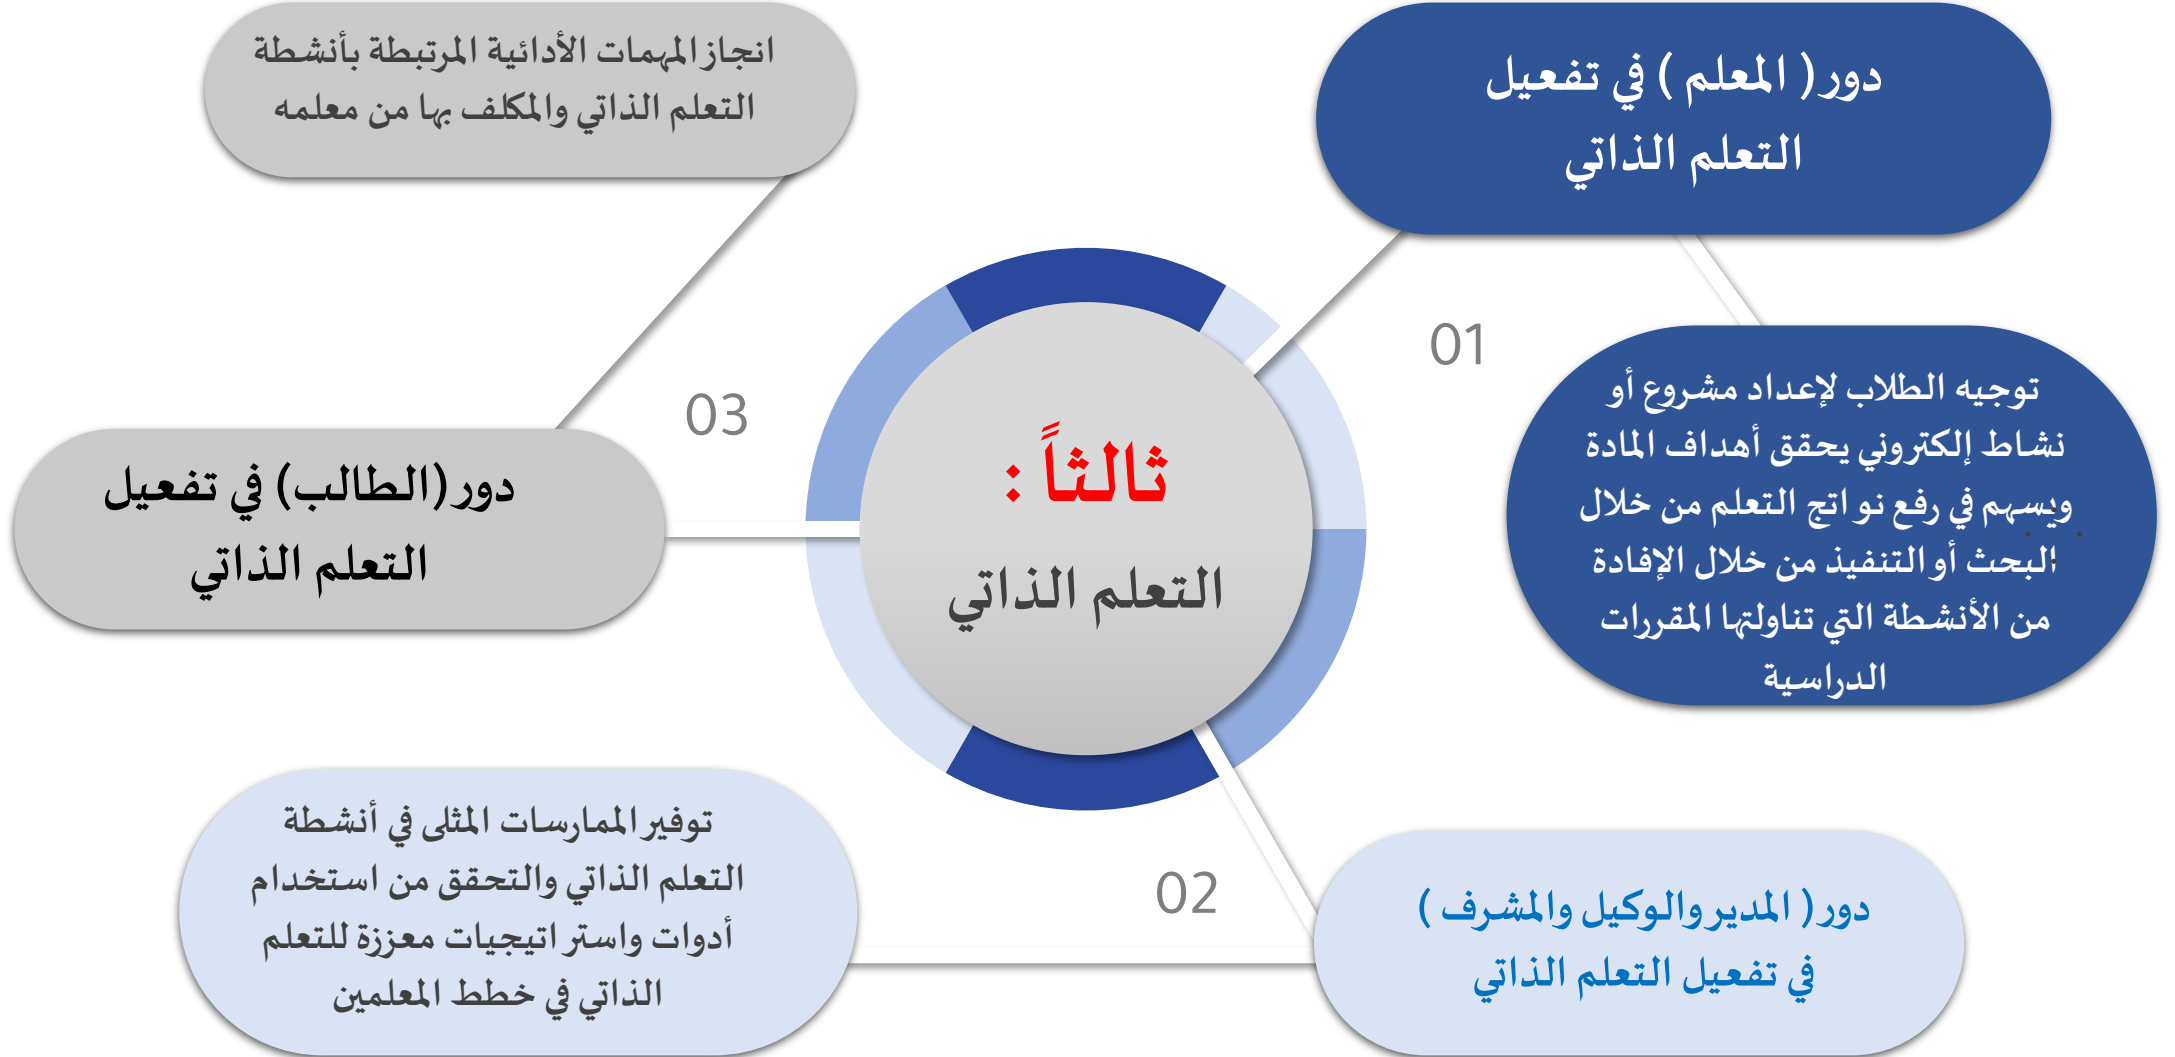 ثالثاً :
التعلم الذاتي
01
دور ( المعلم ) في تفعيل
التعلم الذاتي
توجيه الطلاب لإعداد مشروع أو
نشاط إلكتروني يحقق أهداف المادة
ويسهم في رفع نواتج التعلم من خلال
البحث أو التنفيذ من خلال الإفادة
من الأنشطة التي تناولتها المقررات
الدراسية
02
دور ( المدير والوكيل والمشرف )
في تفعيل التعلم الذاتي
توفير الممارسات المثلى في أنشطة
التعلم الذاتي والتحقق من استخدام
أدوات واستراتيجيات معززة للتعلم
الذاتي في خطط المعلمين
03
دور (الطالب) في تفعيل
التعلم الذاتي
انجاز المهمات الأدائية المرتبطة بأنشطة
التعلم الذاتي والمكلف بها من معلمه